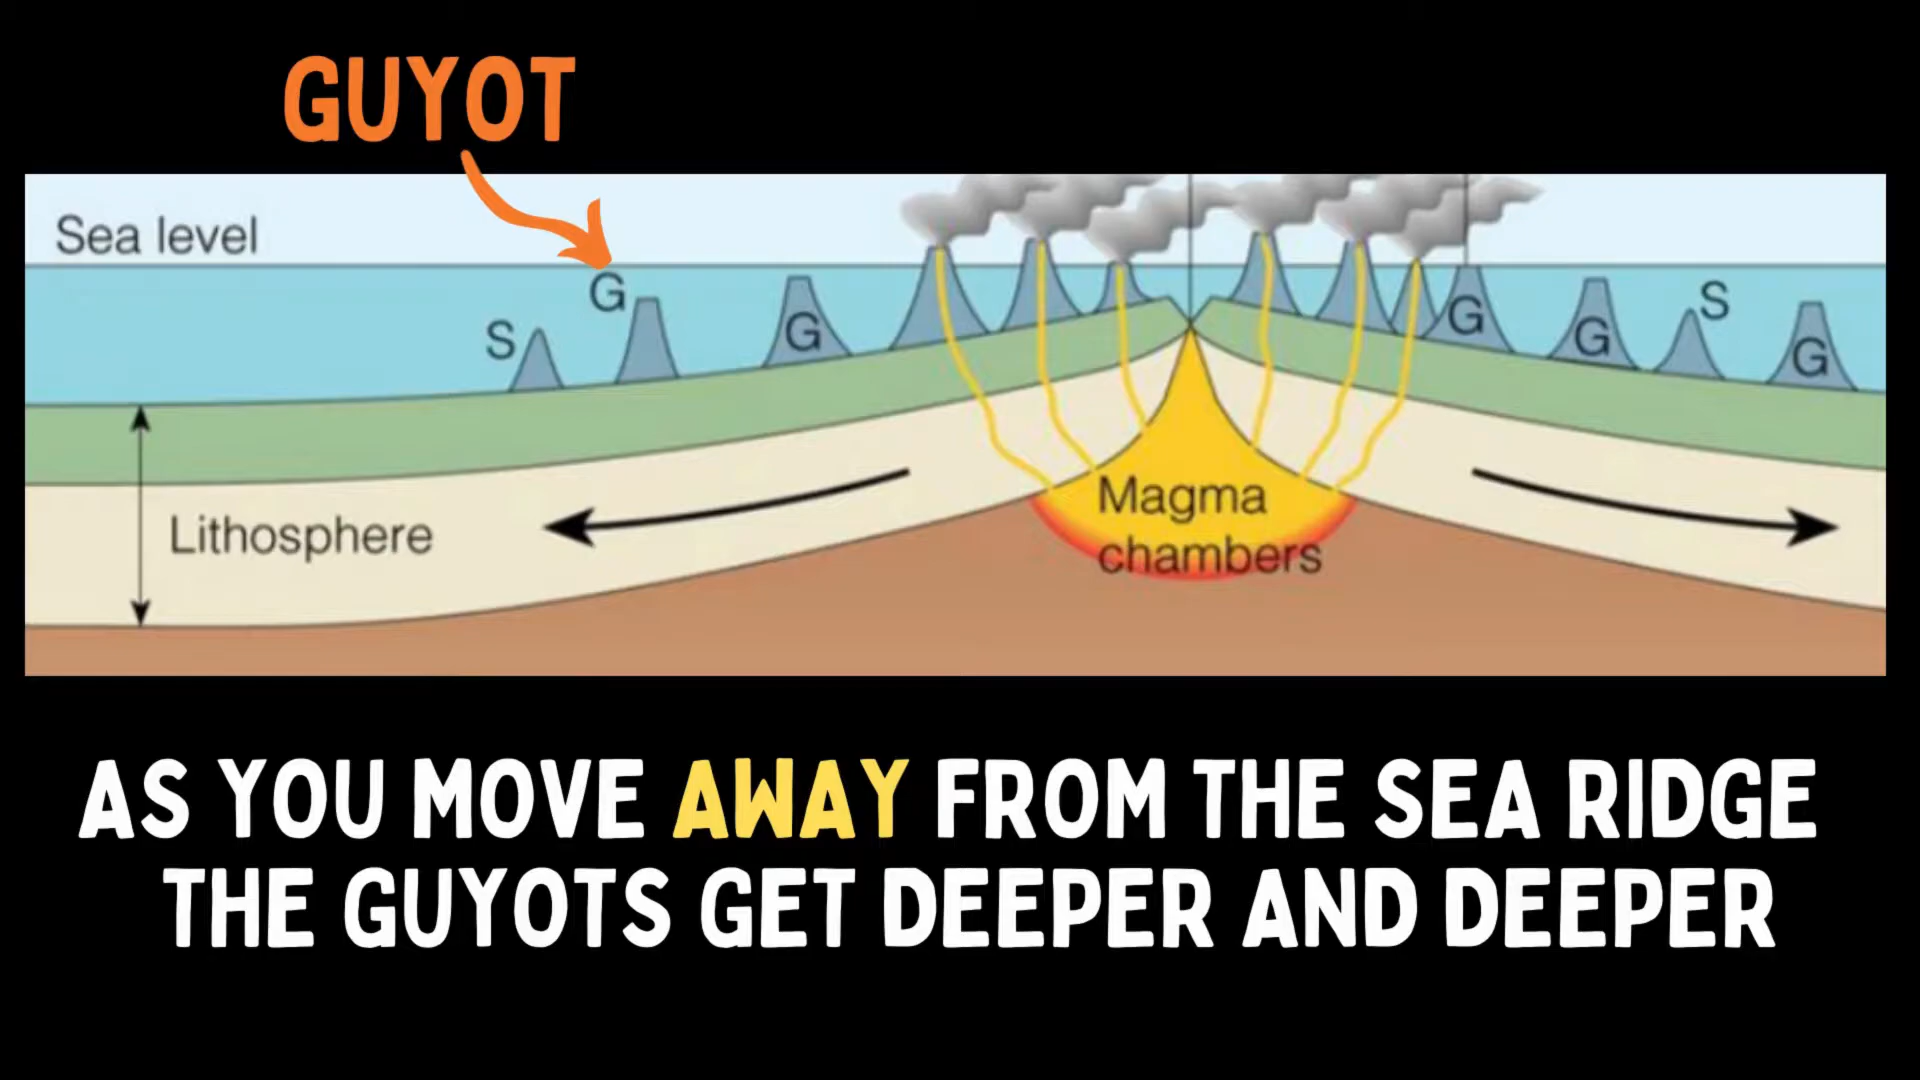 GUYOT
Sea level
G
S
G
G
G
S
G
Lithosphere
Magma
chambers
AS YOU MOVE AWAY FROM THE SEA RIDGE
THE GUYOTS GET DEEPER AND DEEPER